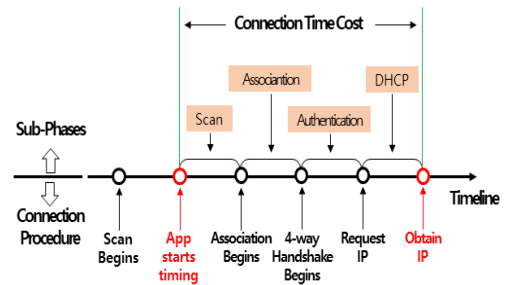 Connection Time Cost
Associantion
DHCP
Scan
Authentication
Sub-Phases
Timeline
Connection
Procedure
Scan
Begins
App
starts
timing
Association
Begins
4-way
Handshake
Begins
Request
IP
Obtain
IP